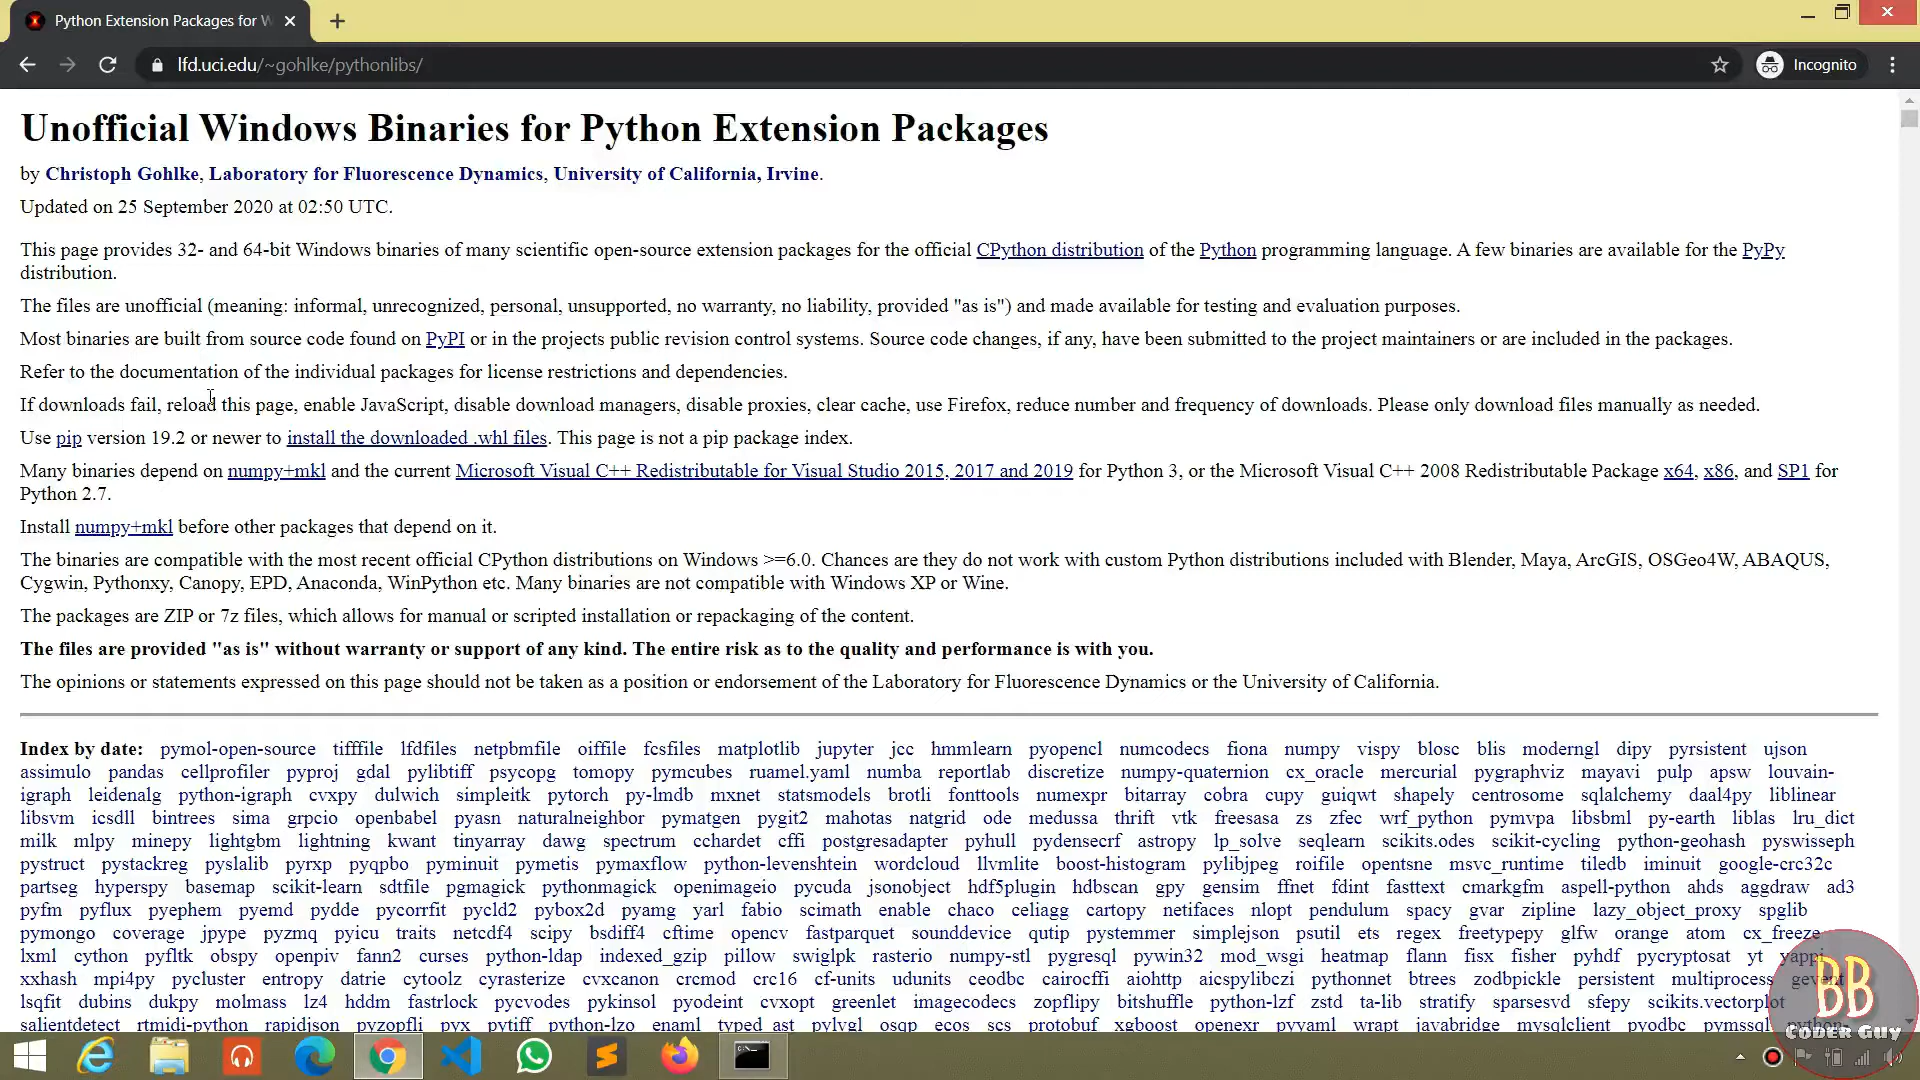 Python Extension Packages for W
lfd.uci.edu/~gohlke/pythonlibs/
Incognito
Unofficial Windows Binaries for Python Extension Packages
by Christoph Gohlke, Laboratory for Fluorescence Dynamics, University of California, Irvine.
Updated on 25 September 2020 at 02:50 UTC.
This page provides 32- and 64-bit Windows binaries of many scientific open-source extension packages for the official CPython distribution of the Python programming language. A few binaries are available for the PyPy
distribution.
The files are unofficial (meaning: informal, unrecognized, personal, unsupported, no warranty, no liability, provided "as is") and made available for testing and evaluation purposes.
Most binaries are built from source code found on PyPI or in the projects public revision control systems. Source code changes, if any, have been submitted to the project maintainers or are included in the packages.
Refer to the documentation of the individual packages for license restrictions and dependencies.
If downloads fail, reload this page, enable JavaScript, disable download managers, disable proxies, clear cache, use Firefox, reduce number and frequency of downloads. Please only download files manually as needed.
Use pip version 19.2 or newer to install the downloaded .whl files. This page is not a pip package index.
Many binaries depend on numpy+mkl and the current Microsoft Visual C++ Redistributable for Visual Studio 2015, 2017 and 2019 for Python 3, or the Microsoft Visual C++ 2008 Redistributable Package x64, x86, and SP1 for
Python 2.7.
Install numpy+mkl before other packages that depend on it.
The binaries are compatible with the most recent official CPython distributions on Windows >=6.0. Chances are they do not work with custom Python distributions included with Blender, Maya, ArcGIS, OSGeo4W, ABAQUS,
Cygwin, Pythonxy, Canopy, EPD, Anaconda, WinPython etc. Many binaries are not compatible with Windows XP or Wine.
The packages are ZIP or 7z files, which allows for manual or scripted installation or repackaging of the content.
The files are provided "as is" without warranty or support of any kind. The entire risk as to the quality and performance is with you.
The opinions or statements expressed on this page should not be taken as a position or endorsement of the Laboratory for Fluorescence Dynamics or the University of California.
Index by date: pymol-open-source tifffile lfdfiles netpbmfile oiffile fcsfiles matplotlib jupyter jcc hmmlearn pyopencl numcodecs fiona numpy vispy blosc blis moderngl dipy pyrsistent ujson
assimulo pandas cellprofiler pyproj gdal pylibtiff psycopg tomopy pymcubes ruamel.yaml numba reportlab discretize numpy-quaternion cx_oracle mercurial pygraphviz mayavi pulp apsw louvain-
igraph leidenalg python-igraph cvxpy dulwich simpleitk pytorch py-lmdb mxnet statsmodels brotli fonttools numexpr bitarray cobra cupy guiqwt shapely centrosome sqlalchemy daal4py liblinear
libsvm icsdll bintrees sima grpcio openbabel pyasn naturalneighbor pymatgen pygit2 mahotas natgrid ode medussa thrift vtk freesasa zs zfec wrf_python pymvpa libsbml py-earth liblas lru_dict
milk mlpy minepy lightgbm lightning kwant tinyarray dawg spectrum cchardet cffi postgresadapter pyhull pydensecrf astropy lp_solve seqlearn scikits.odes scikit-cycling python-geohash pyswisseph
pystruct pystackreg pyslalib pyrxp pyqpbo pyminuit pymetis pymaxflow python-levenshtein wordcloud llvmlite boost-histogram pylibjpeg roifile opentsne msvc_runtime tiledb iminuit google-crc32c
partseg hyperspy basemap scikit-learn sdtfile pgmagick pythonmagick openimageio pycuda jsonobject hdf5plugin hdbscan gpy gensim ffnet fdint fasttext cmarkgfm aspell-python ahds aggdraw ad3
pyfm pyflux pyephem pyemd pydde pycorrfit pycld2 pybox2d pyamg yarl fabio scimath enable chaco celiagg cartopy netifaces nlopt pendulum spacy gvar zipline lazy_object_proxy spglib
pymongo coverage jpype pyzmq pyicu traits netcdf4 scipy bsdiff4 cftime opencv fastparquet sounddevice qutip pystemmer simplejson psutil ets regex freetypepy glfw orange atom cx_freeze
lxml cython pyfltk obspy openpiv fann2 curses python-ldap indexed_gzip pillow swiglpk rasterio numpy-stl pygresql pywin32 mod_wsgi heatmap flann fisx fisher pyhdf pycryptosat yt yappi
xxhash mpi4py pycluster entropy datrie cytoolz cyrasterize cvxcanon crcmod crc16 cf-units udunits ceodbc cairocffi aiohttp aicspylibczi pythonnet btrees zodbpickle persistent multiprocess gevent
lsqfit dubins dukpy molmass lz4 hddm fastrlock pycvodes pykinsol pyodeint cvxopt greenlet imagecodecs zopflipy bitshuffle python-lzf zstd ta-lib stratify sparsesvd sfepy scikits.vectorplot
salientdetect rtmidi-python rapidjson pyzopfli pyx pytiff python-lzo enaml typed_ast pylvgl osqp ecos scs protobuf xgboost openexr pyyaml wrapt javabridge mysqlclient pyodbc pymssql python-
BB
CODER GUY